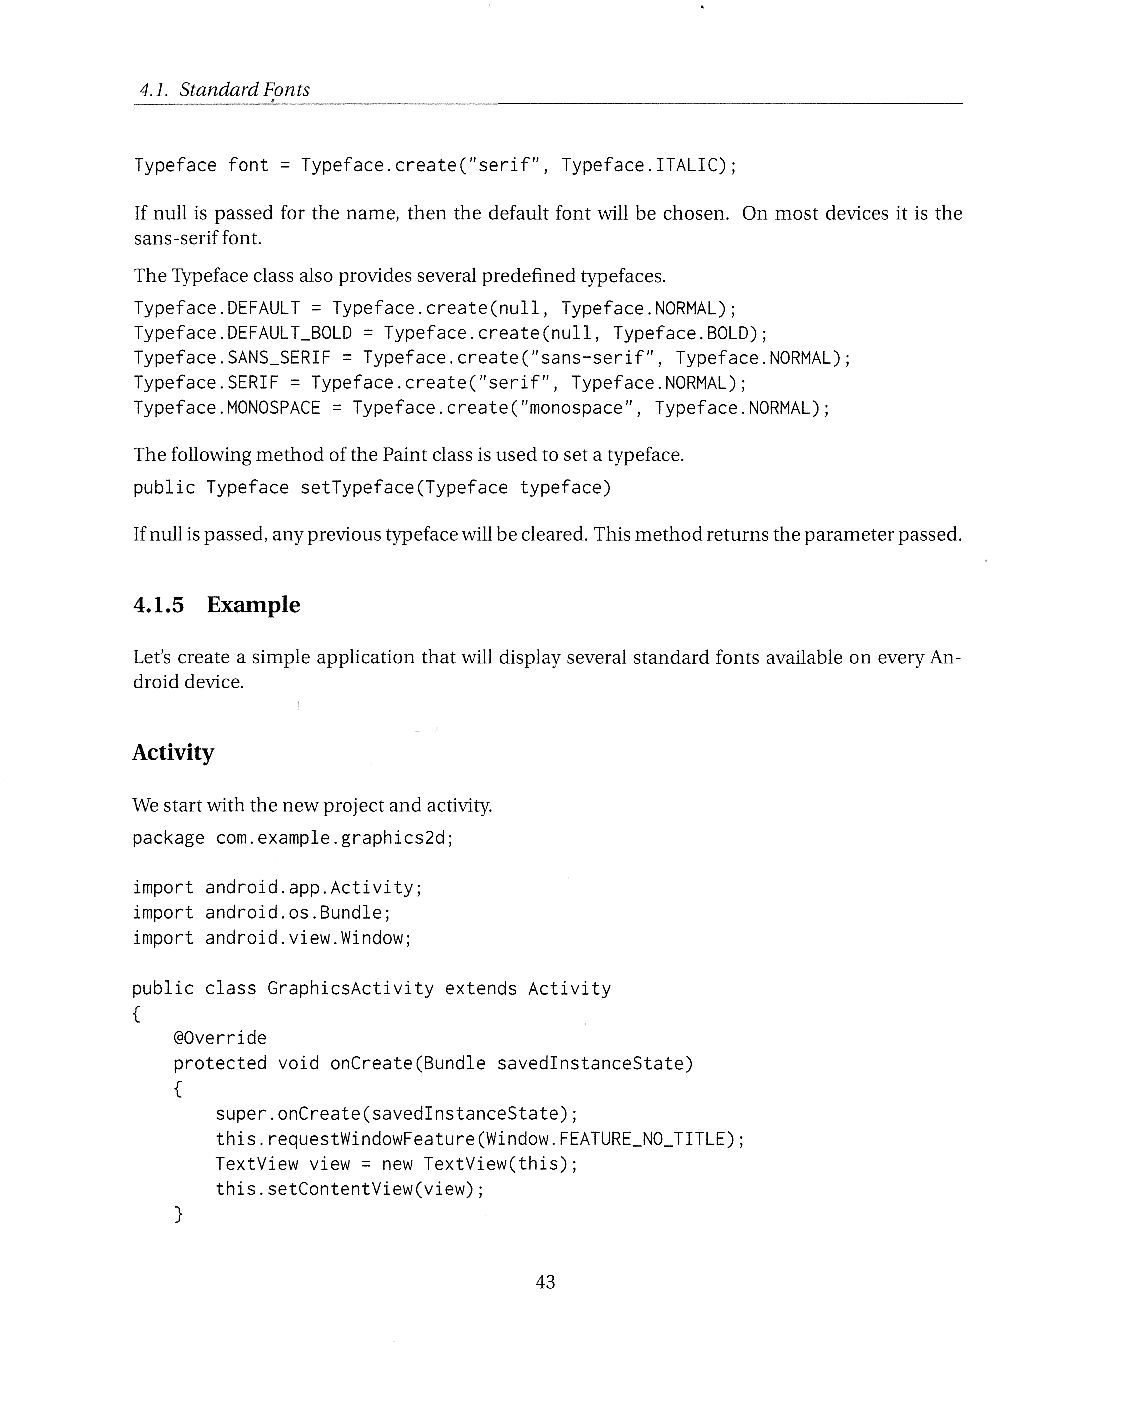 4.1. Standard Fonts
Typeface font = Typeface.create("serif", Typeface.ITALIC);
If null is passed for the name, then the default font will be chosen. On most devices it is the
sans-serif font.
The Typeface class also provides several predefined typefaces.
Typeface.DEFAULT = Typeface.create(null, Typeface.NORMAL);
Typeface.DEFAULT_BOLD = Typeface.create(null, Typeface.BOLD);
Typeface.SANS_SERIF = Typeface.create("sans-serif", Typeface.NORMAL);
Typeface.SERIF = Typeface.create("serif", Typeface.NORMAL);
Typeface.MONOSPACE = Typeface.create("monospace", Typeface.NORMAL);
The following method of the Paint class is used to set a typeface.
public Typeface setTypeface(Typeface typeface)
If null is passed, any previous typeface will be cleared. This method returns the parameter passed.
4.1.5 Example
Let's create a simple application that will display several standard fonts available on every An-
droid device.
Activity
We start with the new project and activity.
package com.example.graphics2d;
import android.app.Activity;
import android.os.Bundle;
import android.view.Window;
public class GraphicsActivity extends Activity
{
@Override
protected void onCreate(Bundle savedInstanceState)
{
super.onCreate(savedInstanceState);
this.requestWindowFeature(Window.FEATURE_NO_TITLE);
TextView view = new TextView(this);
this.setContentView(view);
}
43